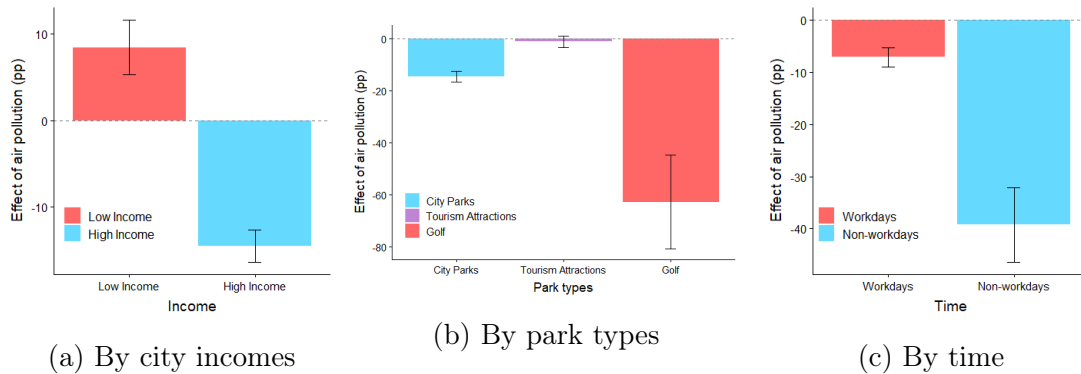 Effect of air pollution (pp)
10
0
-10
Low Income
High Income
Low Income
High Income
Income
(a) By city incomes
Effect of air pollution (pp)
0
-20
-40
-60
-80
City Parks
Tourism Attractions
Golf
City Parks
Tourism Attractions
Golf
Park types
(b) By park types
Effect of air pollution (pp)
0
-10
-20
-30
-40
Workdays
Non-workdays
Workdays
Non-workdays
Time
(c) By time